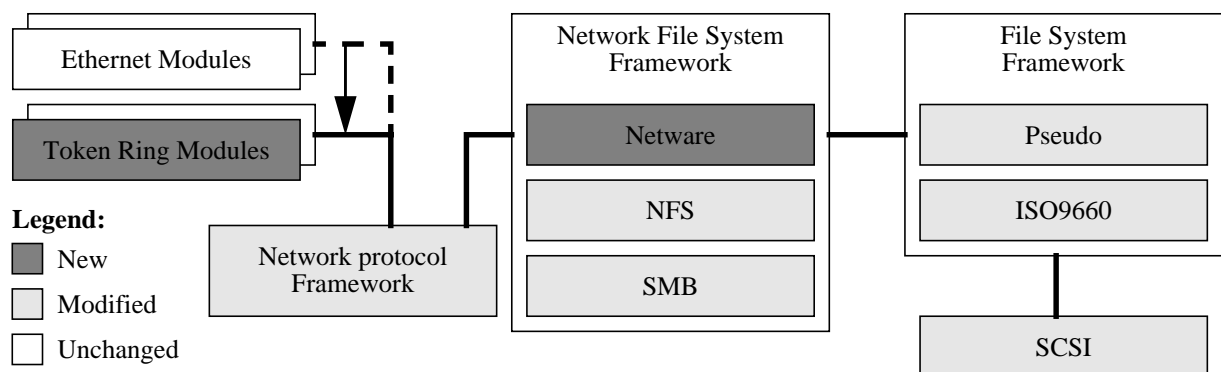 Ethernet Modules
Token Ring Modules
Legend:
New
Modified
Unchanged
Network protocol
Framework
Network File System
Framework
Netware
NFS
SMB
File System
Framework
Pseudo
ISO9660
SCSI